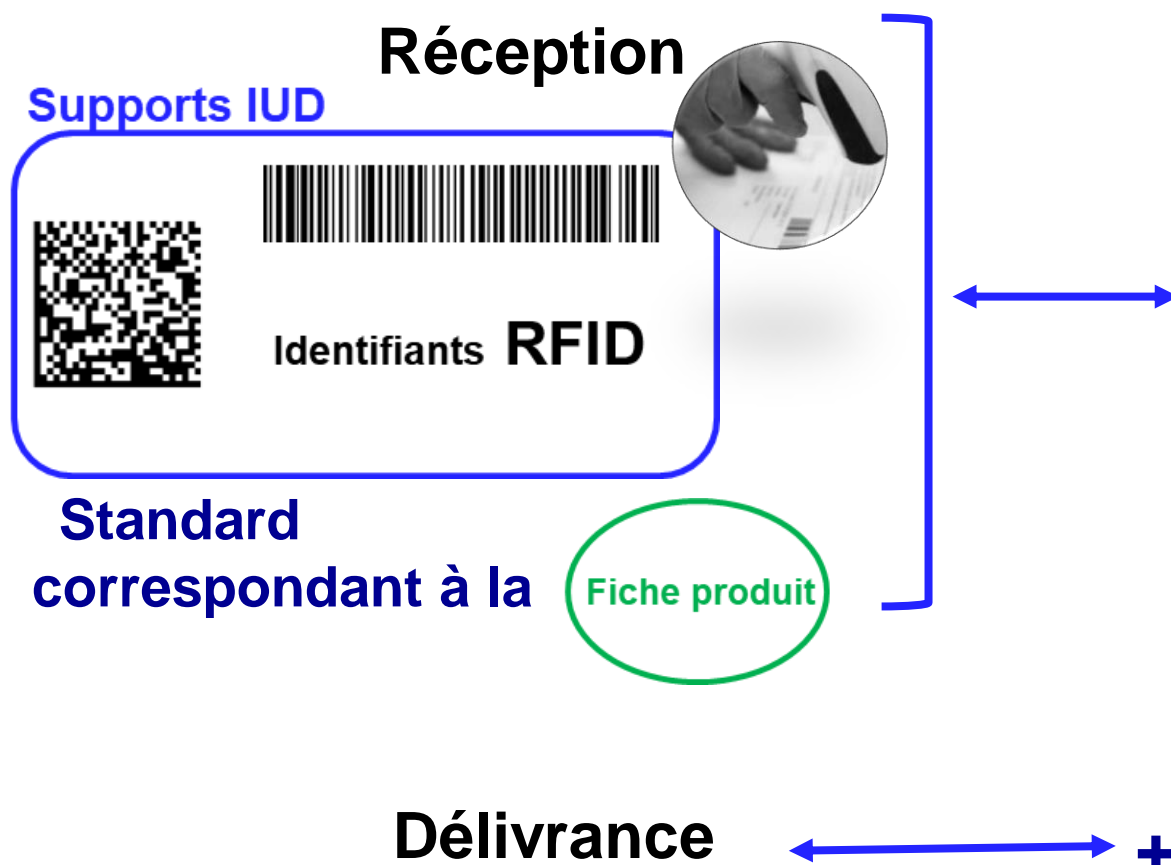 Réception
Supports IUD
Identifiants RFID
Standard
correspondant à la
Fiche produit
Délivrance
+